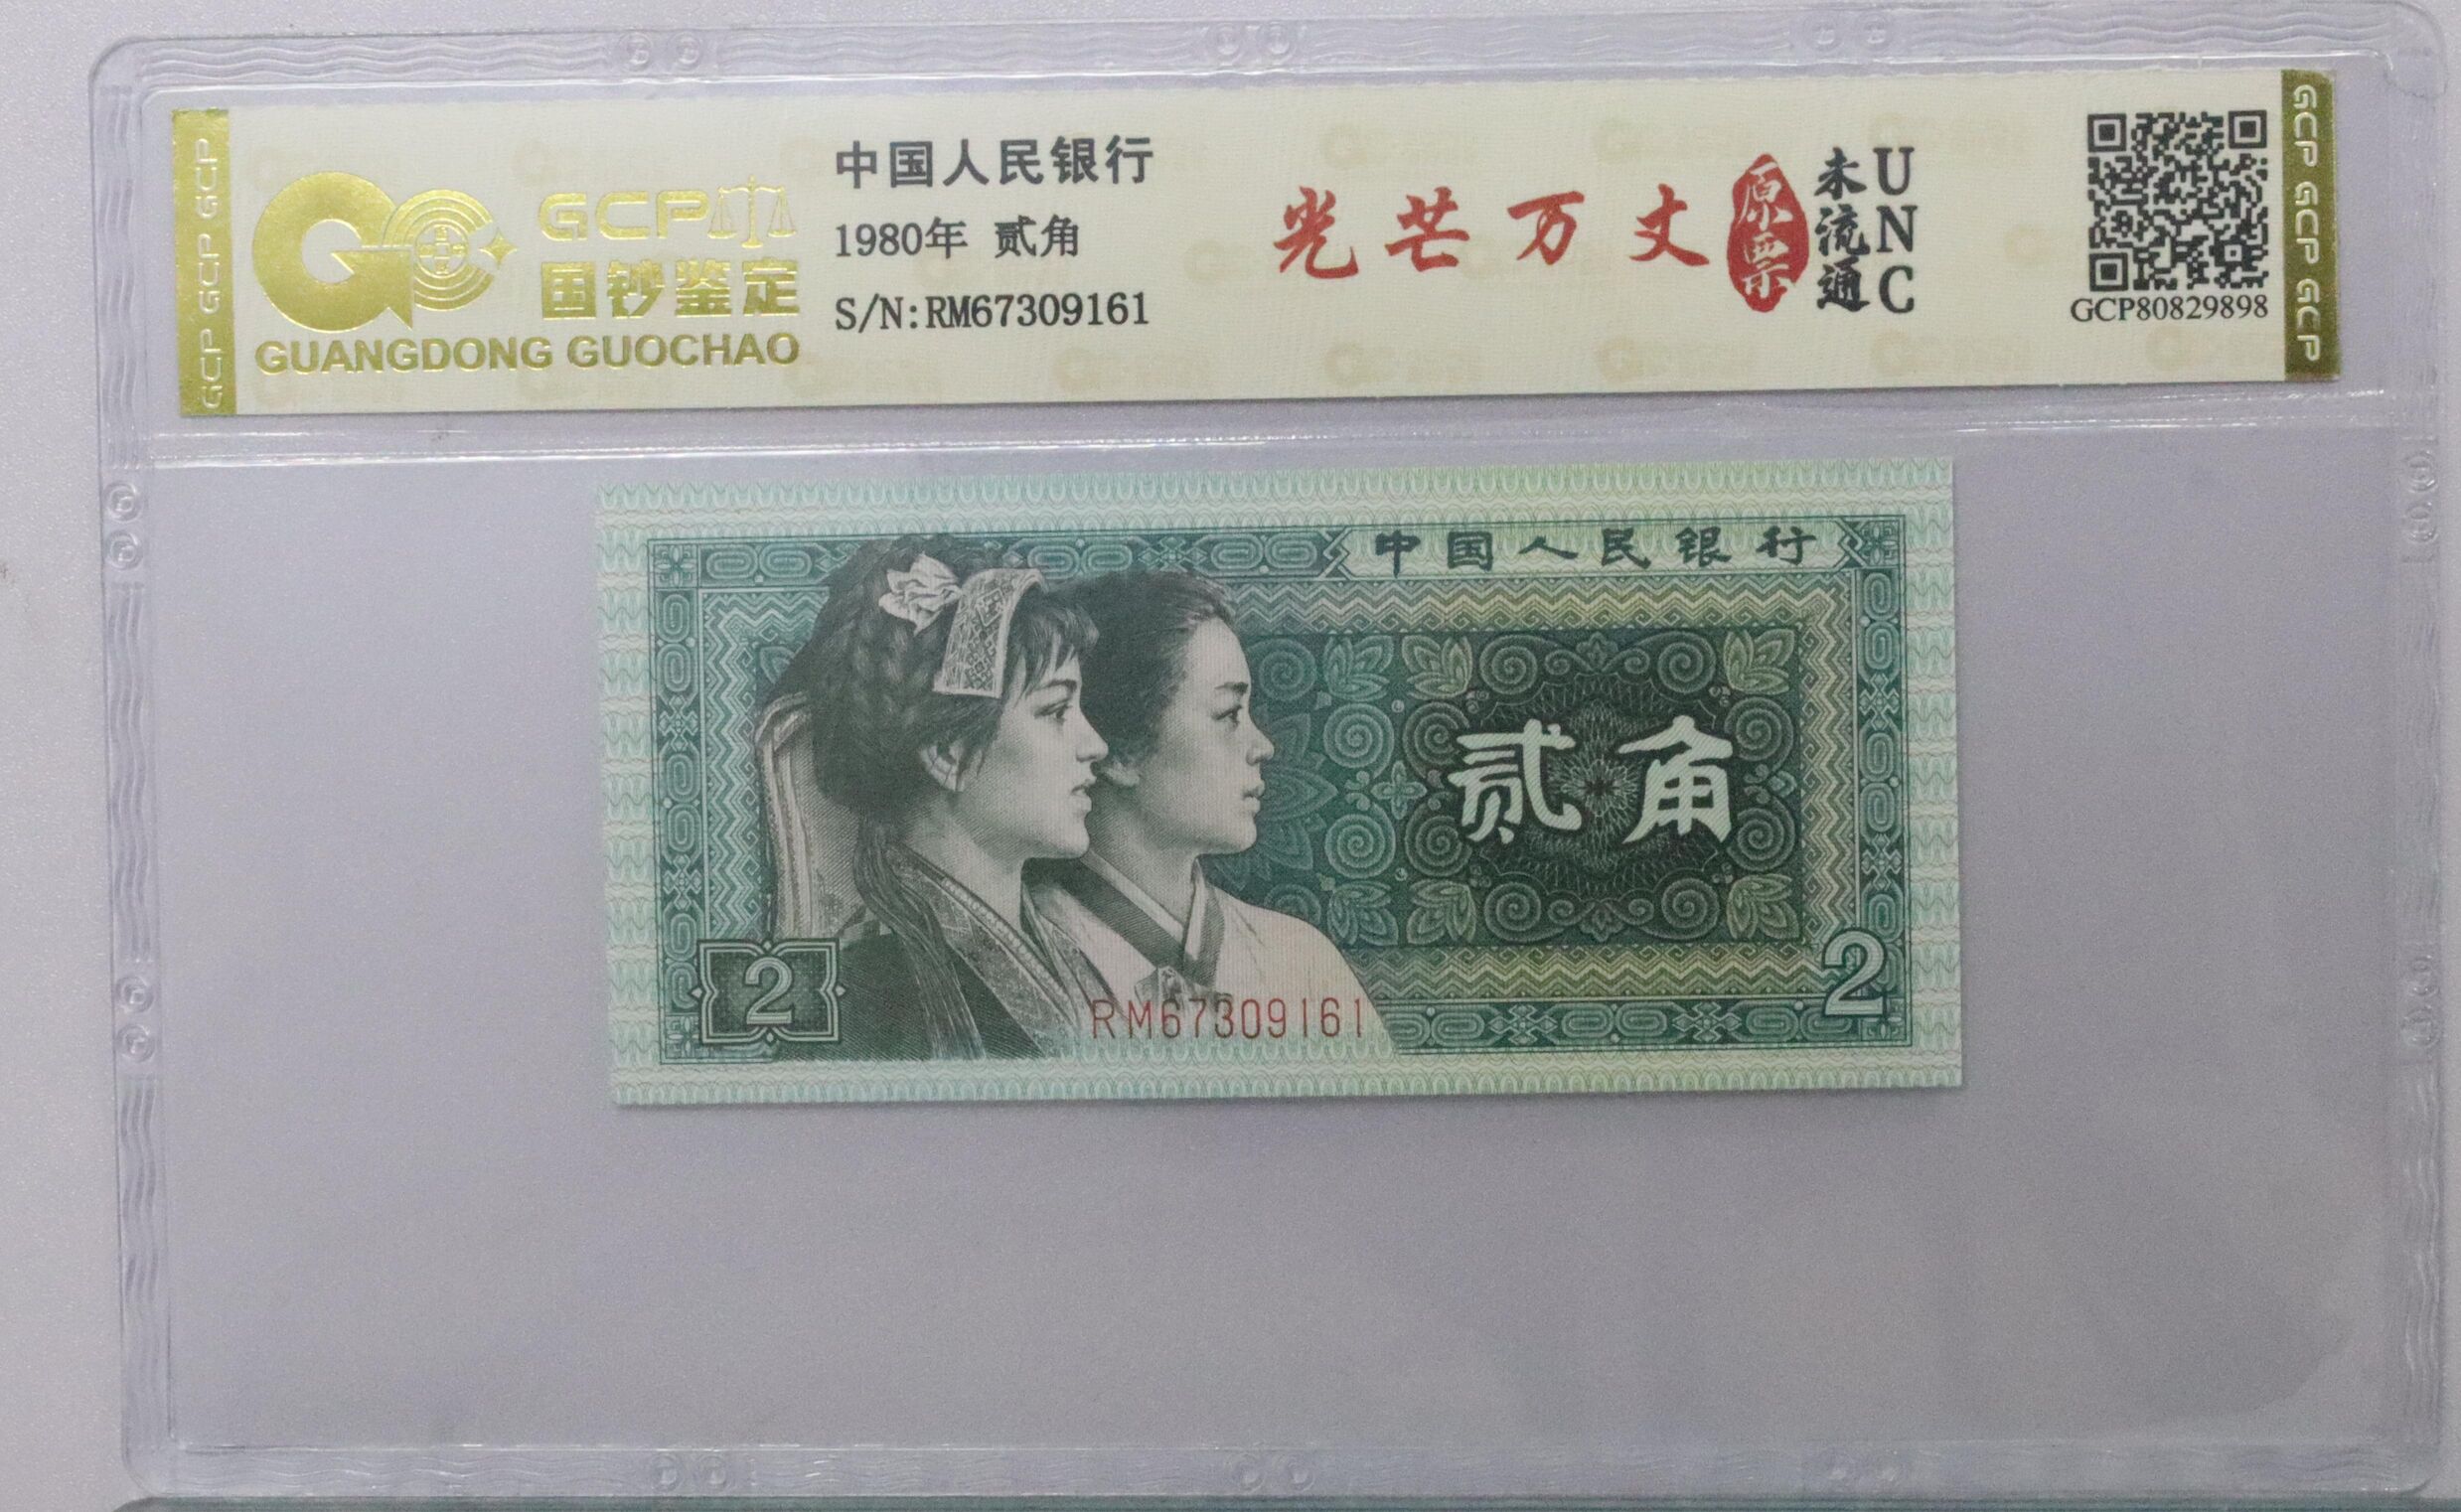 GCP GCP GCP
GCP
国钞鉴定
GUANGDONG GUOCHAO
中国人民银行
1980年 贰角
S/N:RM67309161
光芒万丈
原票
未流通
UNC
GCP80829898
GCP GCP GCP
中国人民银行
贰角
2
2
RM67309161